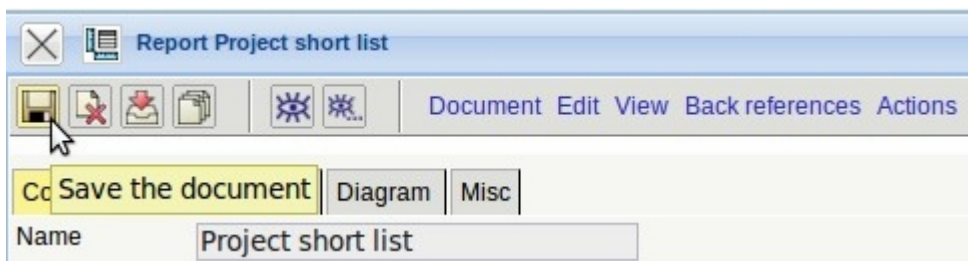 Report Project short list
Document Edit View Back references Actions
Save the document Diagram Misc
Name Project short list